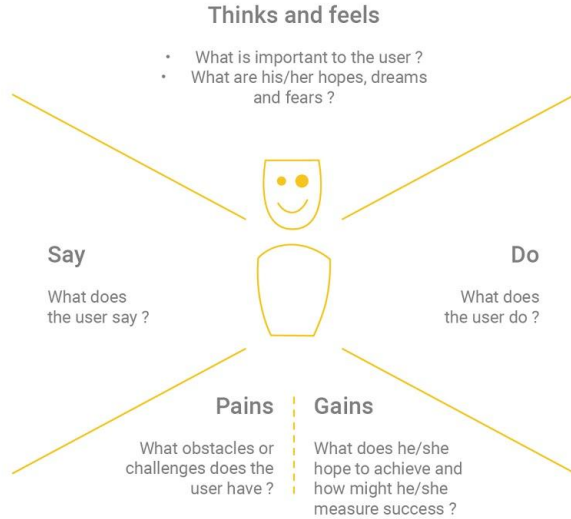 Thinks and feels
• What is important to the user ?
• What are his/her hopes, dreams
and fears ?
Say
What does
the user say ?
Do
What does
the user do ?
Pains
What obstacles or
challenges does the
user have ?
Gains
What does he/she
hope to achieve and
how might he/she
measure success ?